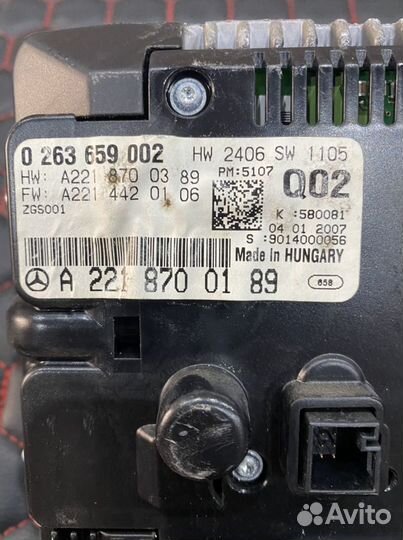 0 263 659 002 HW 2406 SW 1105
HW: A221 870 03 89 PM:5107 Q02
FW: A221 442 01 06
ZGS001 K :580081
04 01 2007
S :9014000056
Made in HUNGARY
A 221 870 01 89 658
Avito